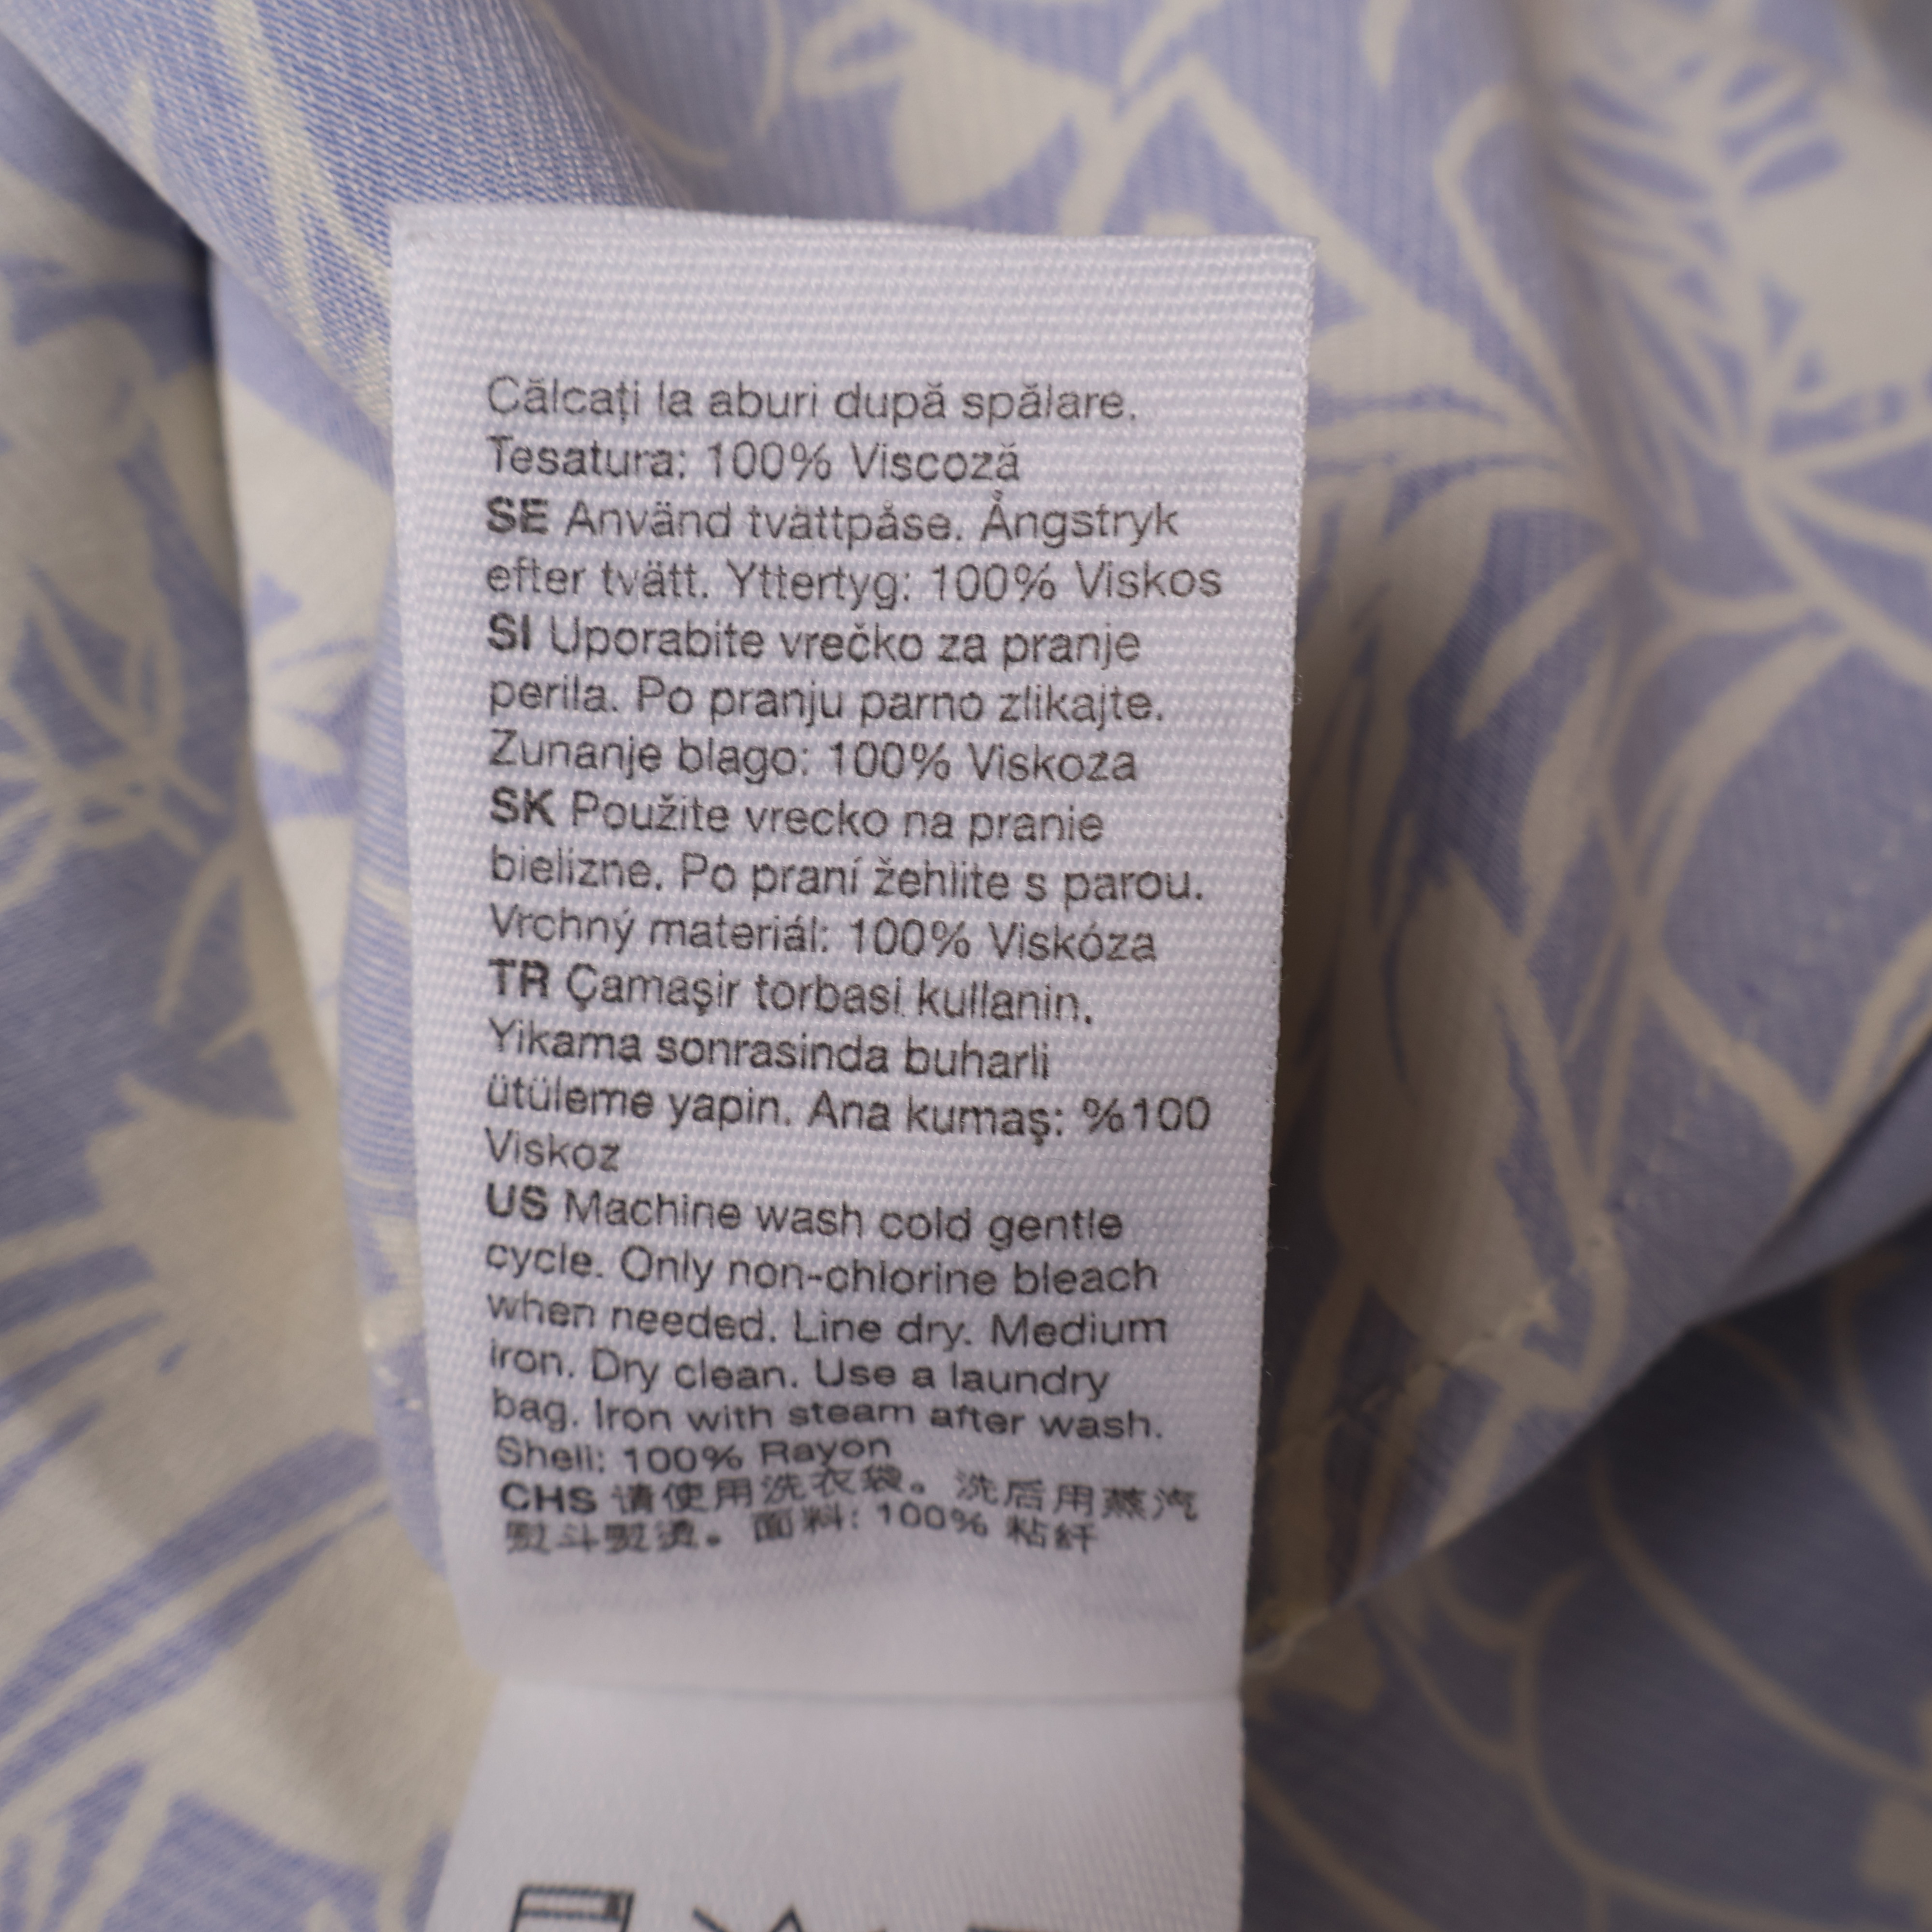 Călcați la aburi după spălare.
Tesatura: 100% Viscoză
SE Använd tvättpåse. Ångstryk
efter tvätt. Yttertyg: 100% Viskos
SI Uporabite vrečko za pranje
perila. Po pranju parno zlikajte.
Zunanje blago: 100% Viskoza
SK Použite vrecko na pranie
bielizne. Po praní žehlite s parou.
Vrchný materiál: 100% Viskóza
TR Çamaşir torbasi kullanin.
Yikama sonrasinda buharli
ütüleme yapin. Ana kumaş: %100
Viskoz
US Machine wash cold gentle
cycle. Only non-chlorine bleach
when needed. Line dry. Medium
iron. Dry clean. Use a laundry
bag. Iron with steam after wash.
Shell: 100% Rayon
CHS 请使用洗衣袋。洗后用蒸汽
熨斗熨烫。面料: 100% 粘纤